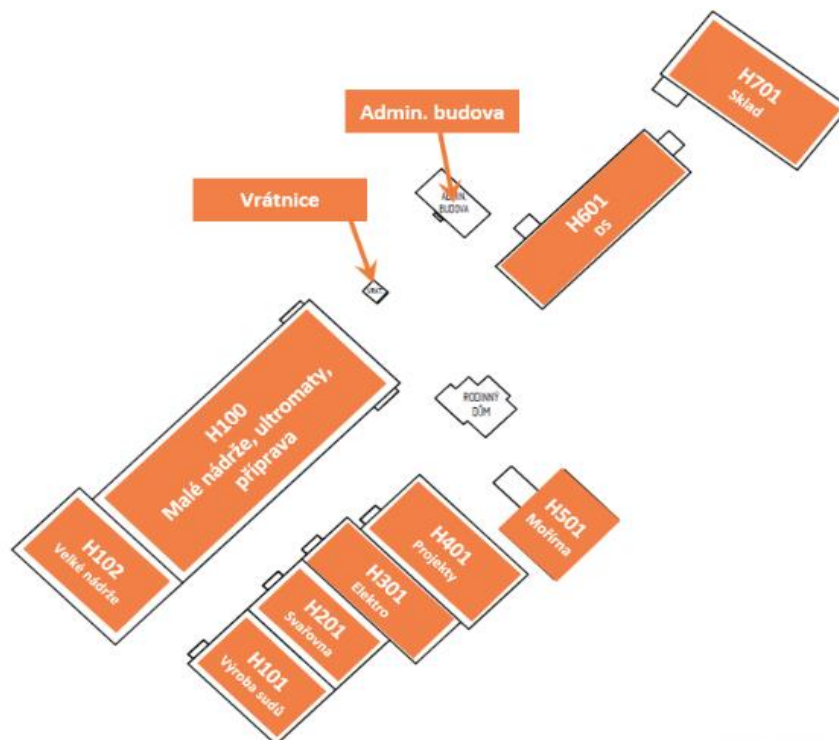 H701
Sklad
Admin. budova
ADMIN.
BUDOVA
H601
DS
Vrátnice
VRÁT.
H100
Malé nádrže, ultromaty,
příprava
RODINNÝ
DŮM
H102
Velké nádrže
H501
Mořírna
H401
Projekty
H301
Elektro
H201
Svařovna
H101
Výroba sudů